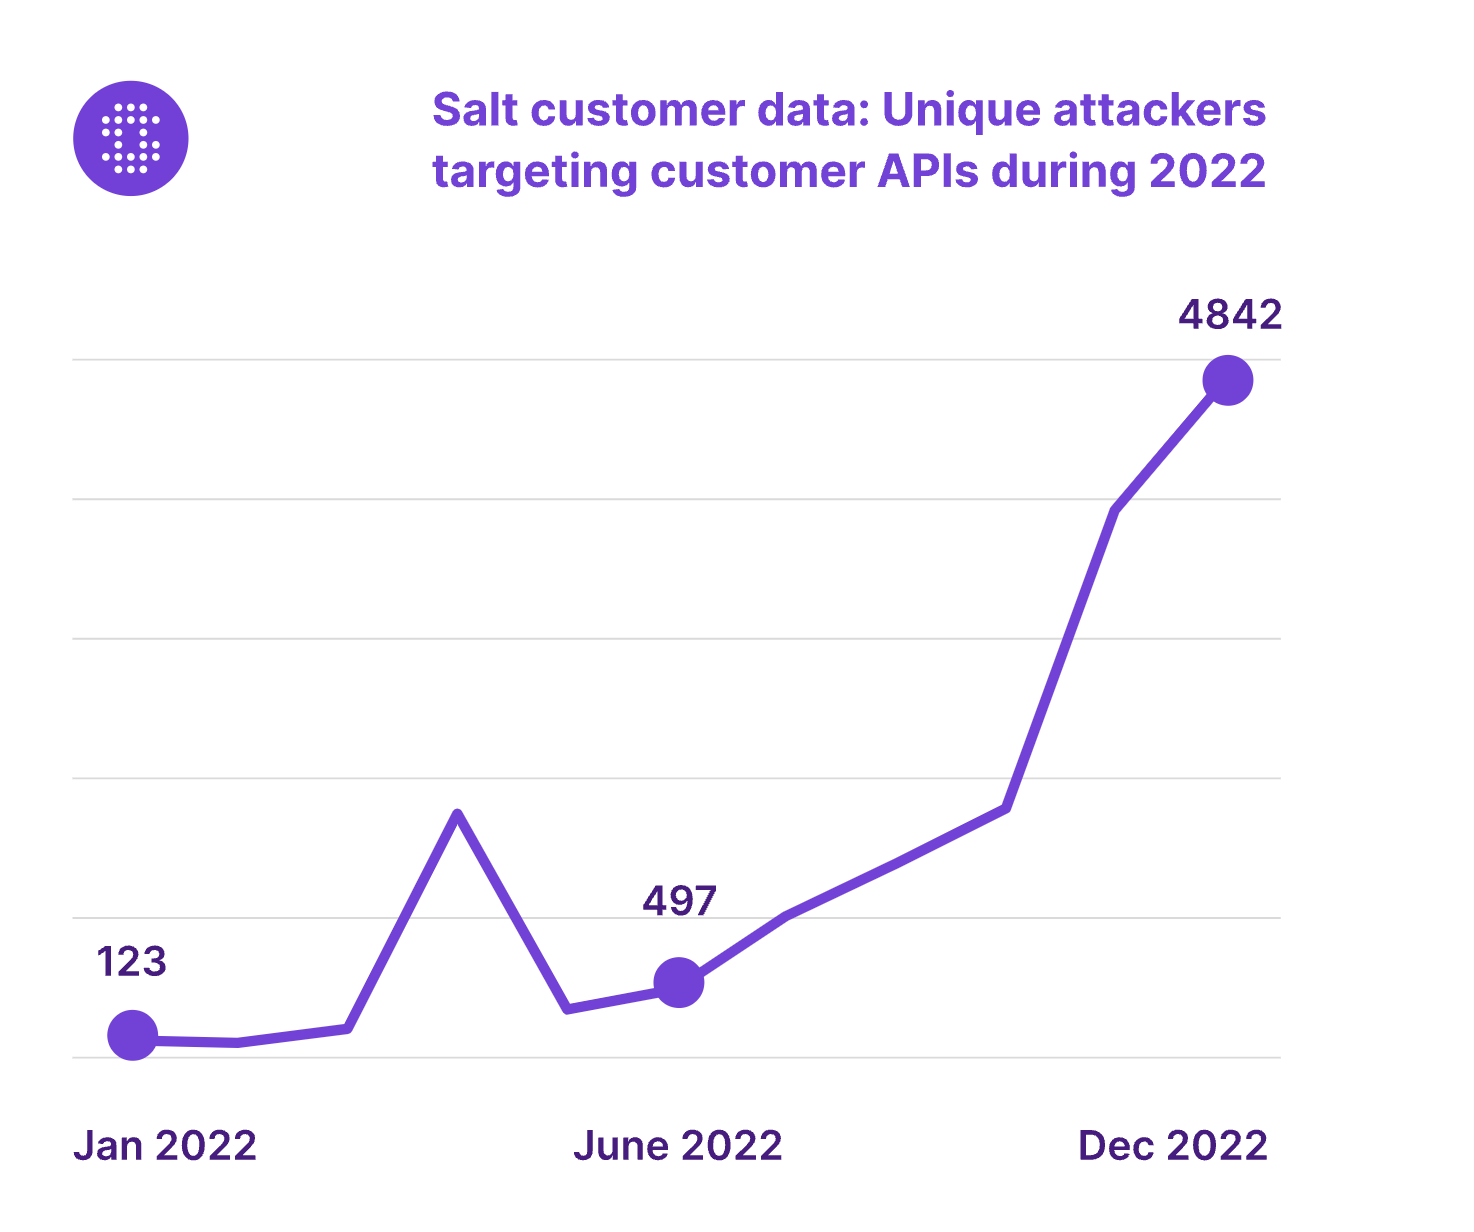 Salt customer data: Unique attackers
targeting customer APIs during 2022
4842
497
123
Jan 2022
June 2022
Dec 2022